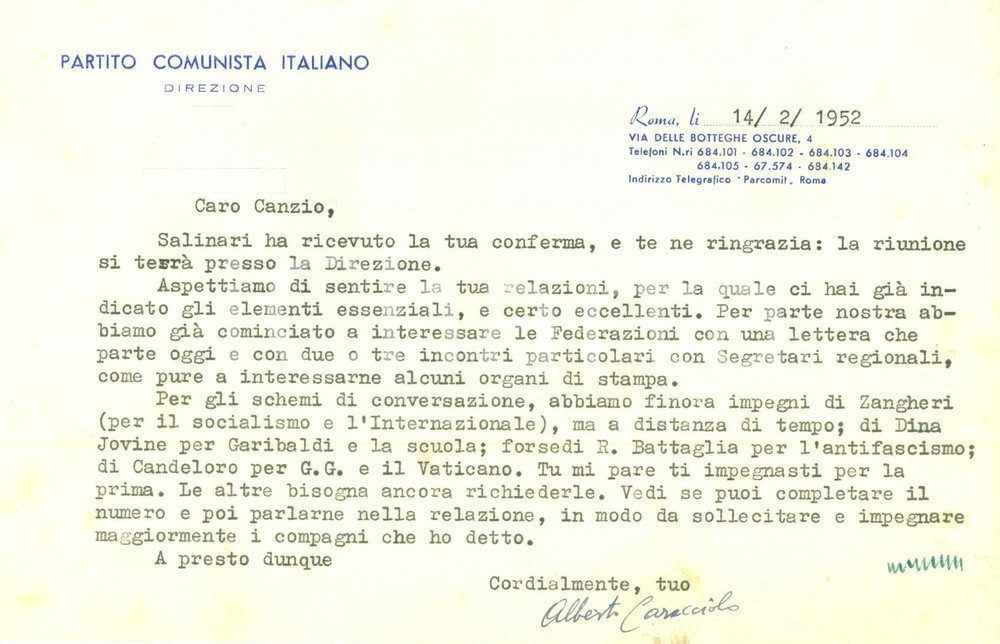 PARTITO COMUNISTA ITALIANO
DIREZIONE
Roma, lì 14/ 2/ 1952
VIA DELLE BOTTEGHE OSCURE, 4
Telefoni N.ri 684.101 - 684.102 - 684.103 - 684.104
684.105 - 67.574 - 684.142
Indirizzo Telegrafico "Parcomit" Roma
Caro Canzio,
Salinari ha ricevuto la tua conferma, e te ne ringrazia: la riunione
si terrà presso la Direzione.
Aspettiamo di sentire la tua relazioni, per la quale ci hai già in-
dicato gli elementi essenziali, e certo eccellenti. Per parte nostra ab-
biamo già cominciato a interessare le Federazioni con una lettera che
parte oggi e con due o tre incontri particolari con Segretari regionali,
come pure a interessarne alcuni organi di stampa.
Per gli schemi di conversazione, abbiamo finora impegni di Zangheri
(per il socialismo e l'Internazionale), ma a distanza di tempo; di Dina
Jovine per Garibaldi e la scuola; forsedi R. Battaglia per l'antifascismo;
di Candeloro per G.G. e il Vaticano. Tu mi pare ti impegnasti per la
prima. Le altre bisogna ancora richiederle. Vedi se puoi completare il
numero e poi parlarne nella relazione, in modo da sollecitare e impegnare
maggiormente i compagni che ho detto.
A presto dunque
Cordialmente, tuo
Alberto Caracciolo